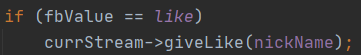 if (fbValue == like)
    currStream->giveLike(nickName);